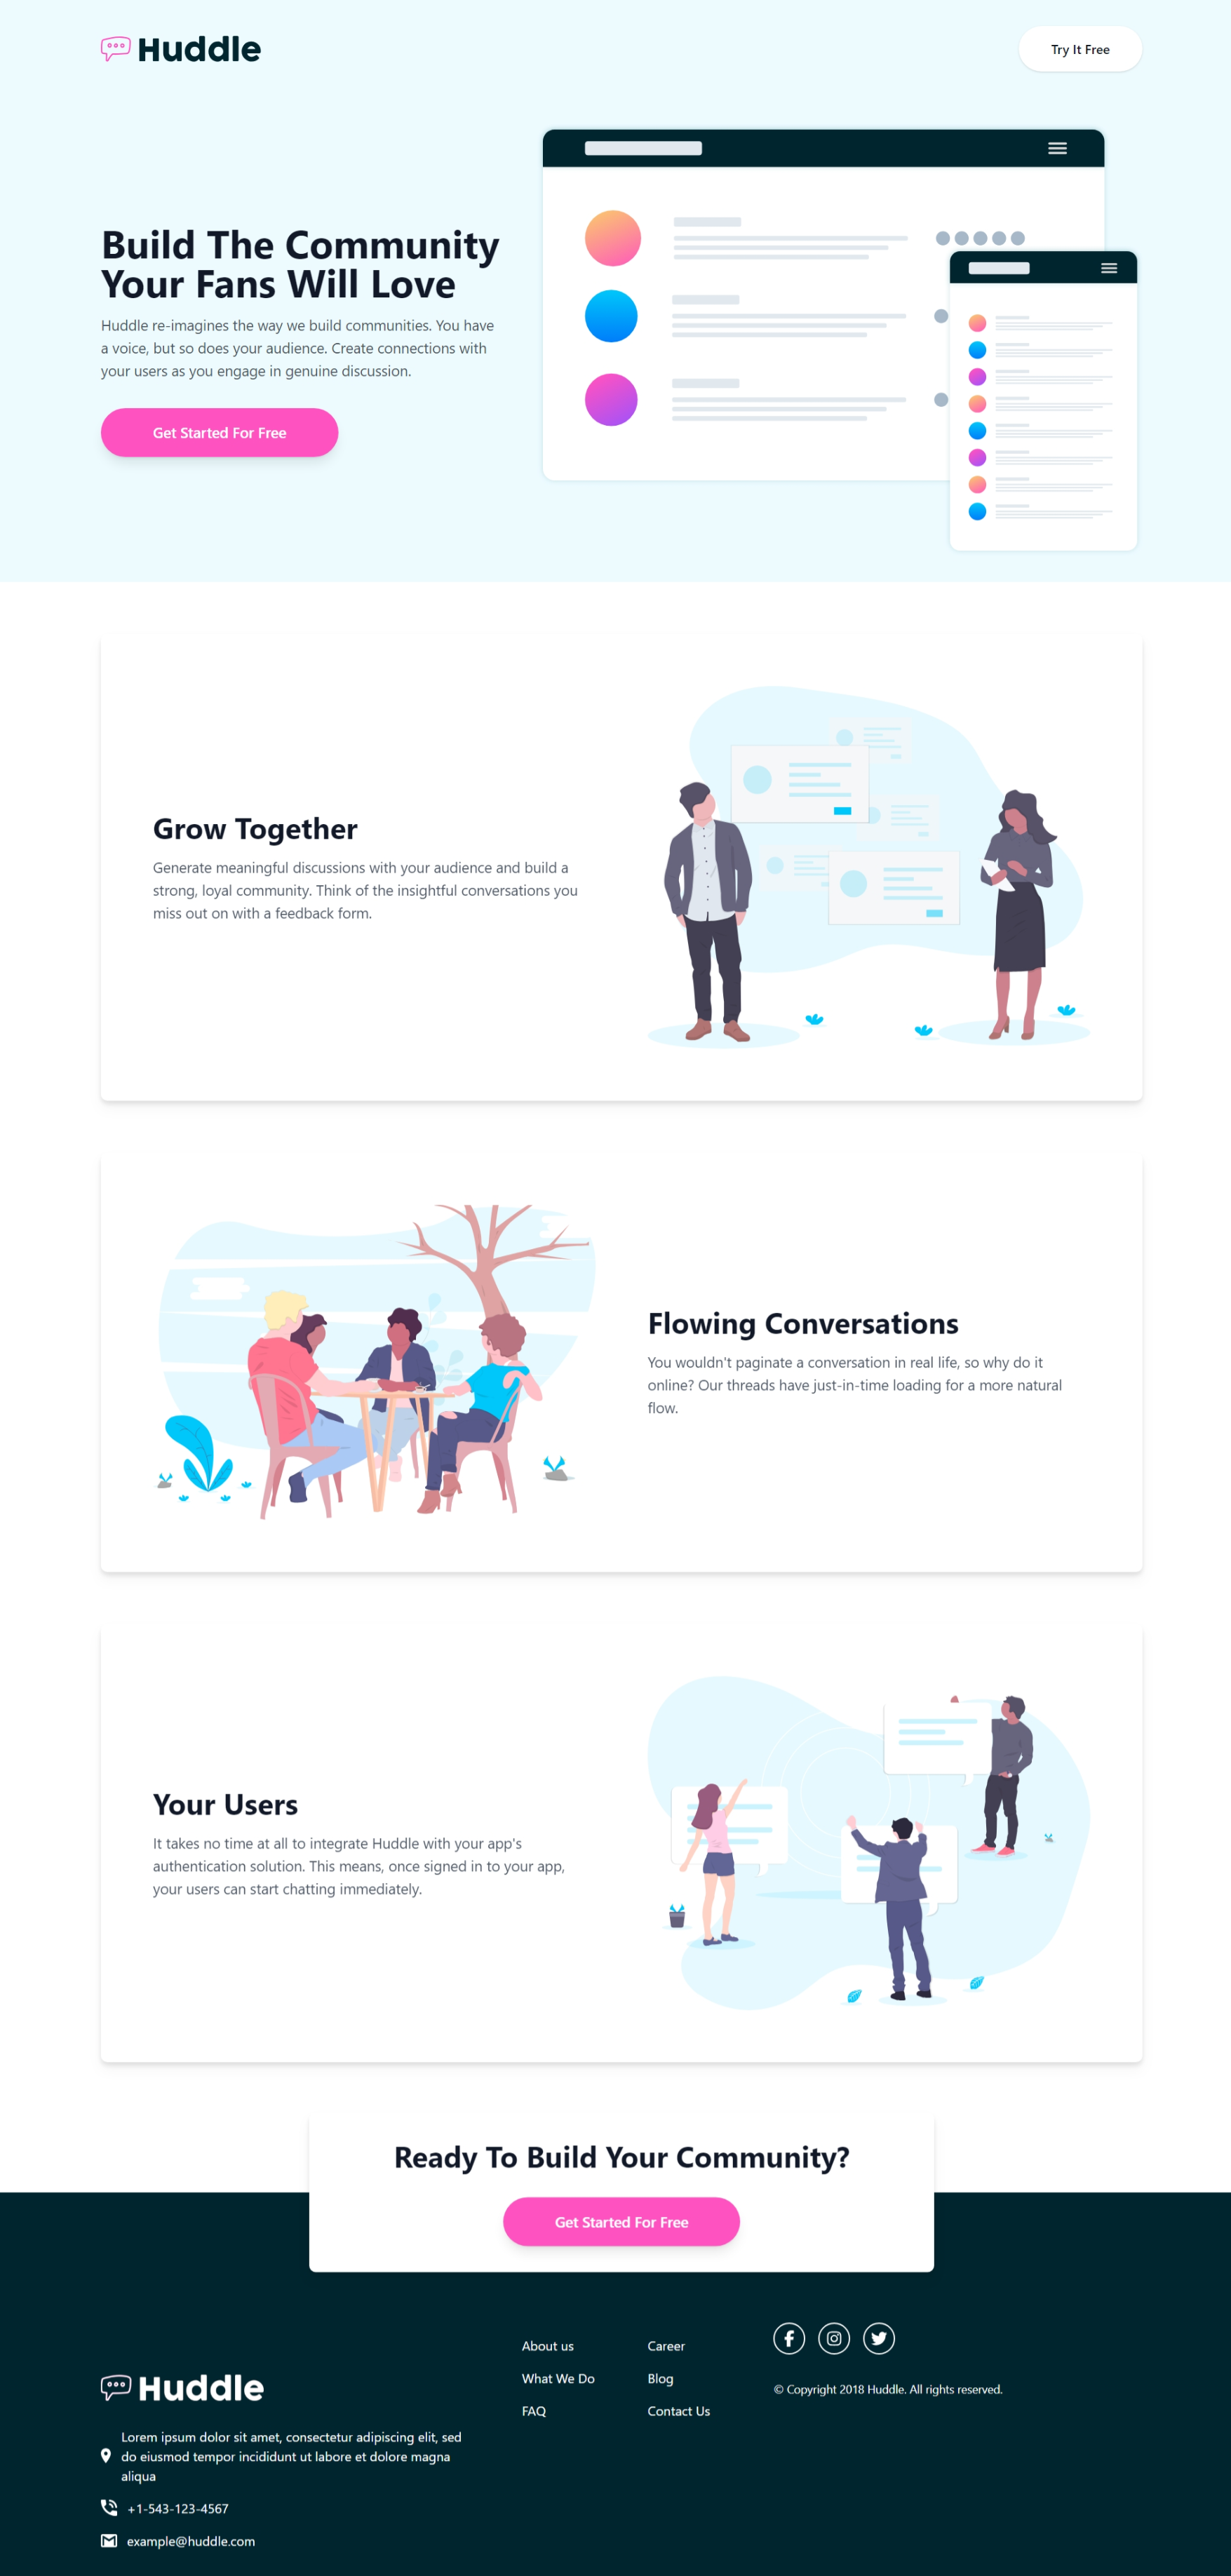 Huddle
Try It Free
Build The Community
Your Fans Will Love
Huddle re-imagines the way we build communities. You have
a voice, but so does your audience. Create connections with
your users as you engage in genuine discussion.
Get Started For Free
Grow Together
Generate meaningful discussions with your audience and build a
strong, loyal community. Think of the insightful conversations you
miss out on with a feedback form.
Flowing Conversations
You wouldn't paginate a conversation in real life, so why do it
online? Our threads have just-in-time loading for a more natural
flow.
Your Users
It takes no time at all to integrate Huddle with your app's
authentication solution. This means, once signed in to your app,
your users can start chatting immediately.
Ready To Build Your Community?
Get Started For Free
Huddle
Lorem ipsum dolor sit amet, consectetur adipiscing elit, sed
do eiusmod tempor incididunt ut labore et dolore magna
aliqua
+1-543-123-4567
example@huddle.com
About us
What We Do
FAQ
Career
Blog
Contact Us
© Copyright 2018 Huddle. All rights reserved.